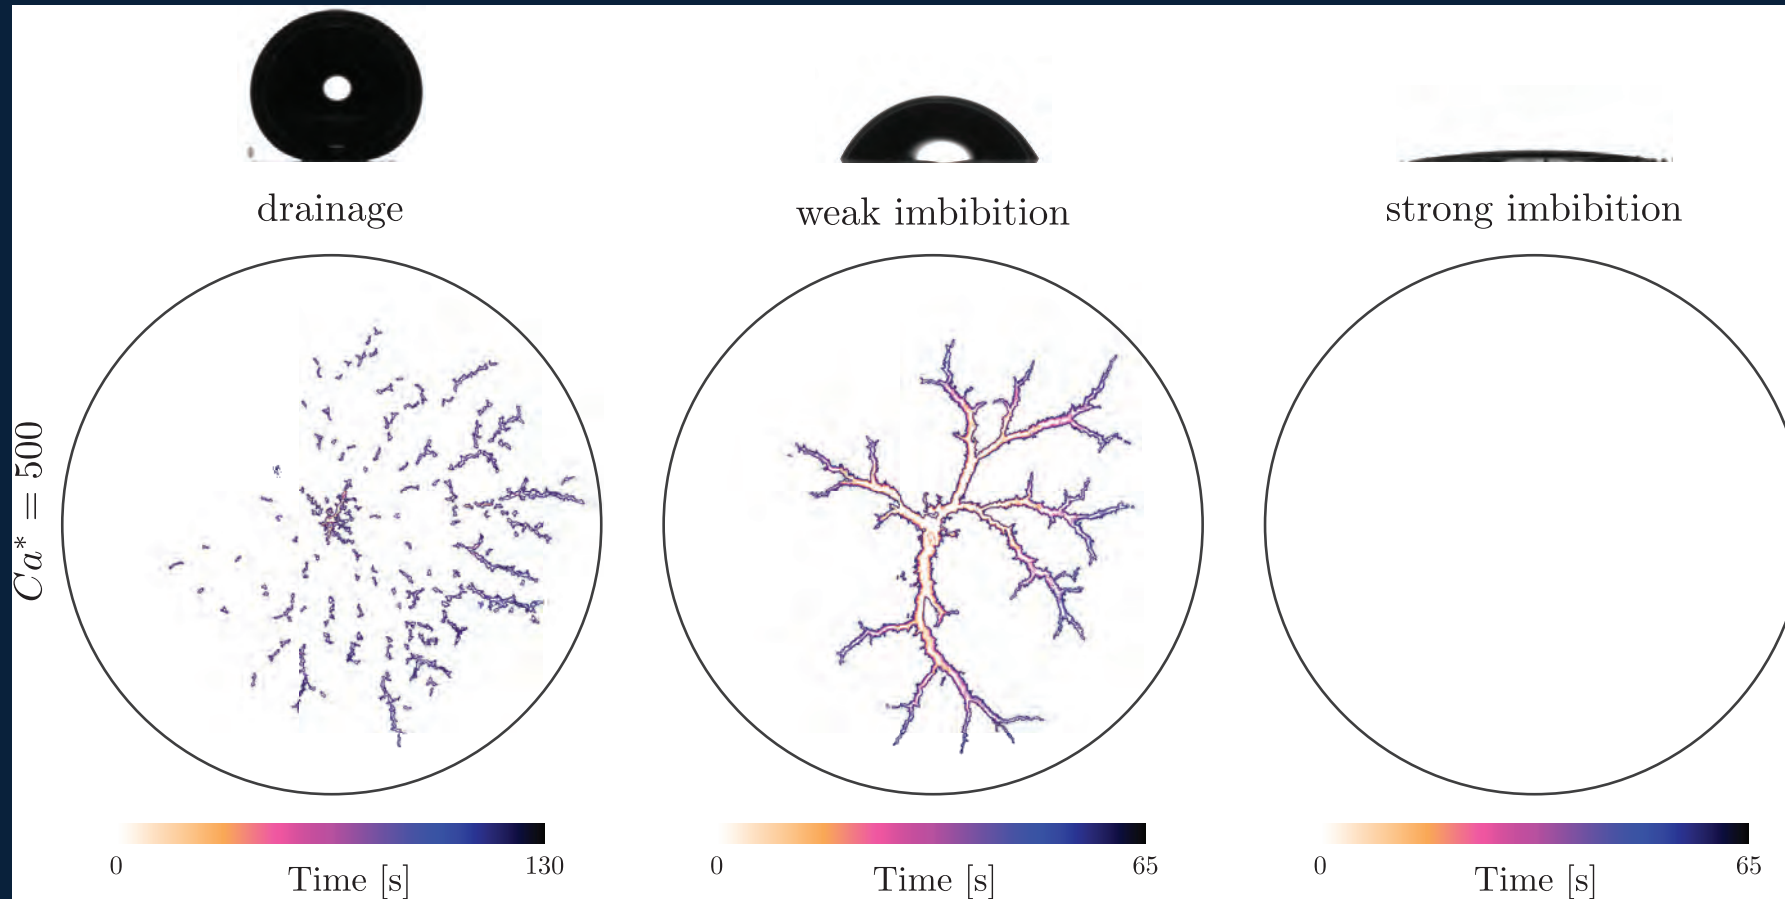 drainage
weak imbibition
strong imbibition
Ca* = 500
0
130
Time [s]
0
65
Time [s]
0
65
Time [s]